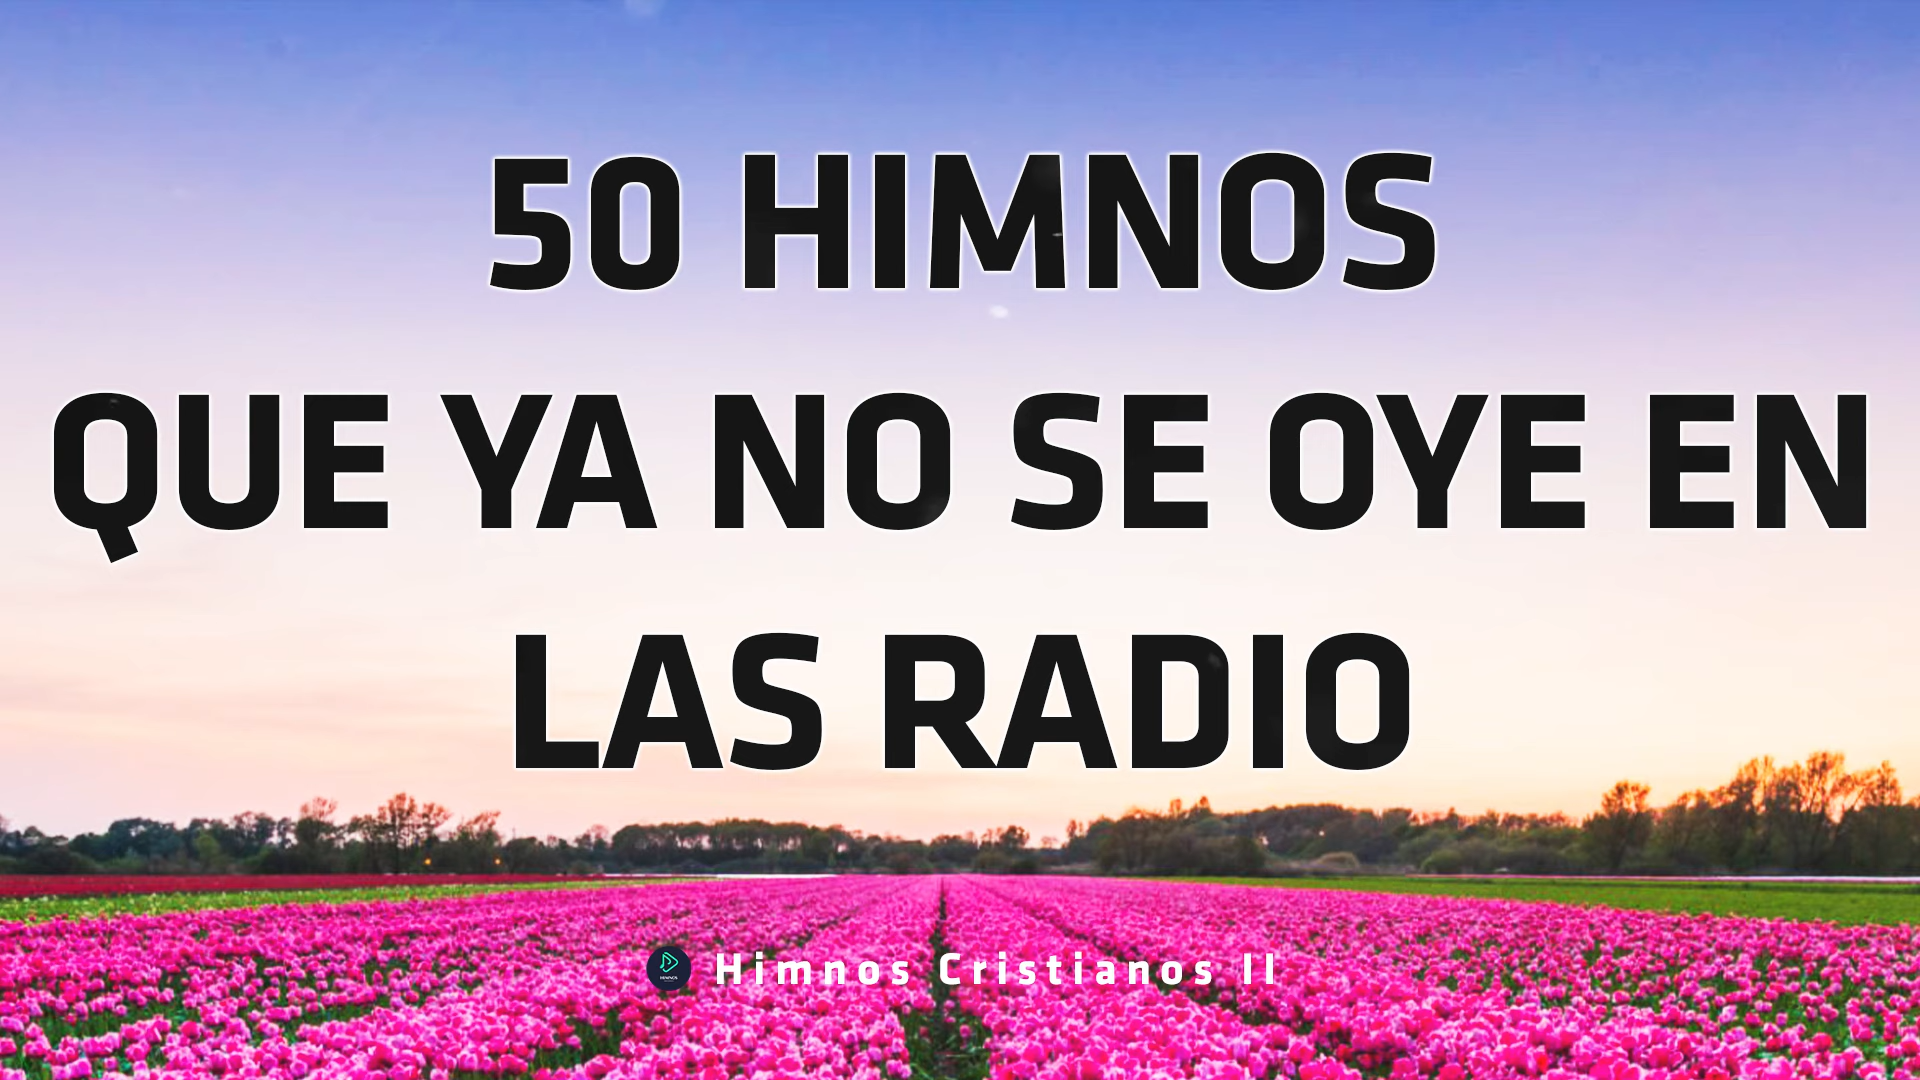 50 HIMNOS
QUE YA NO SE OYE EN
LAS RADIO
Himnos Cristianos II